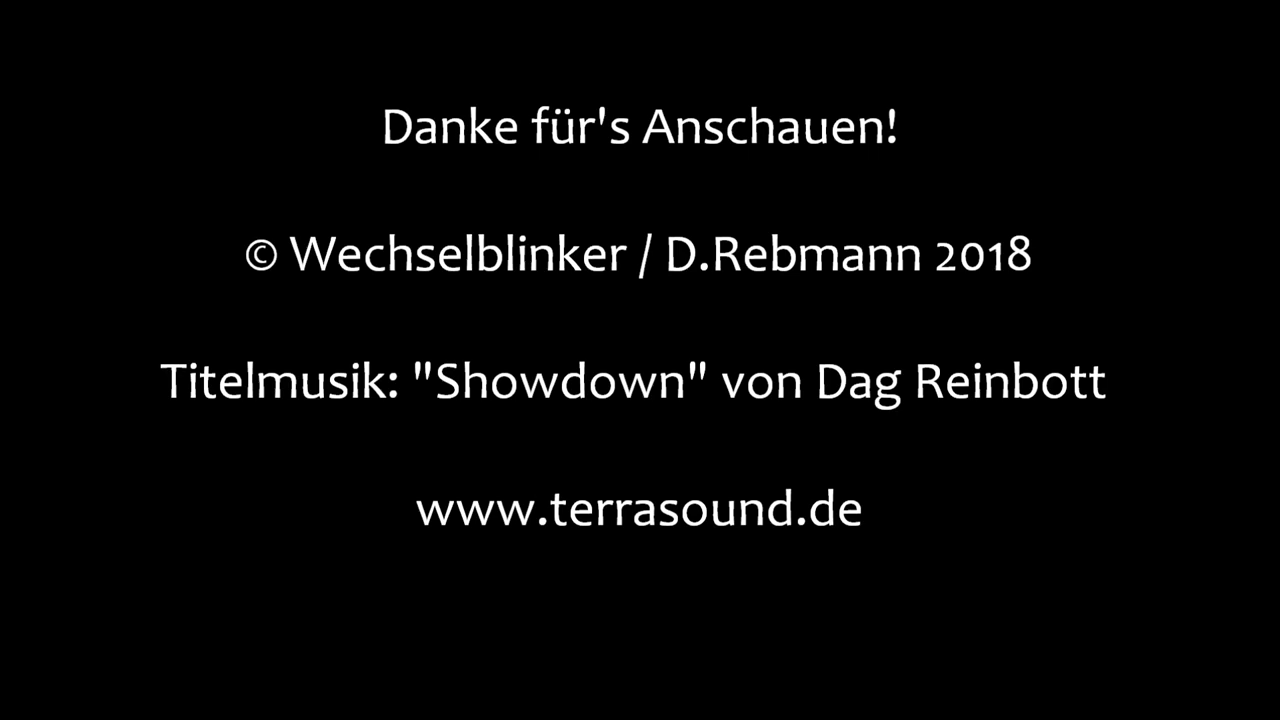 Danke für's Anschauen!
© Wechselblinker / D.Rebmann 2018
Titelmusik: "Showdown" von Dag Reinbott
www.terrasound.de